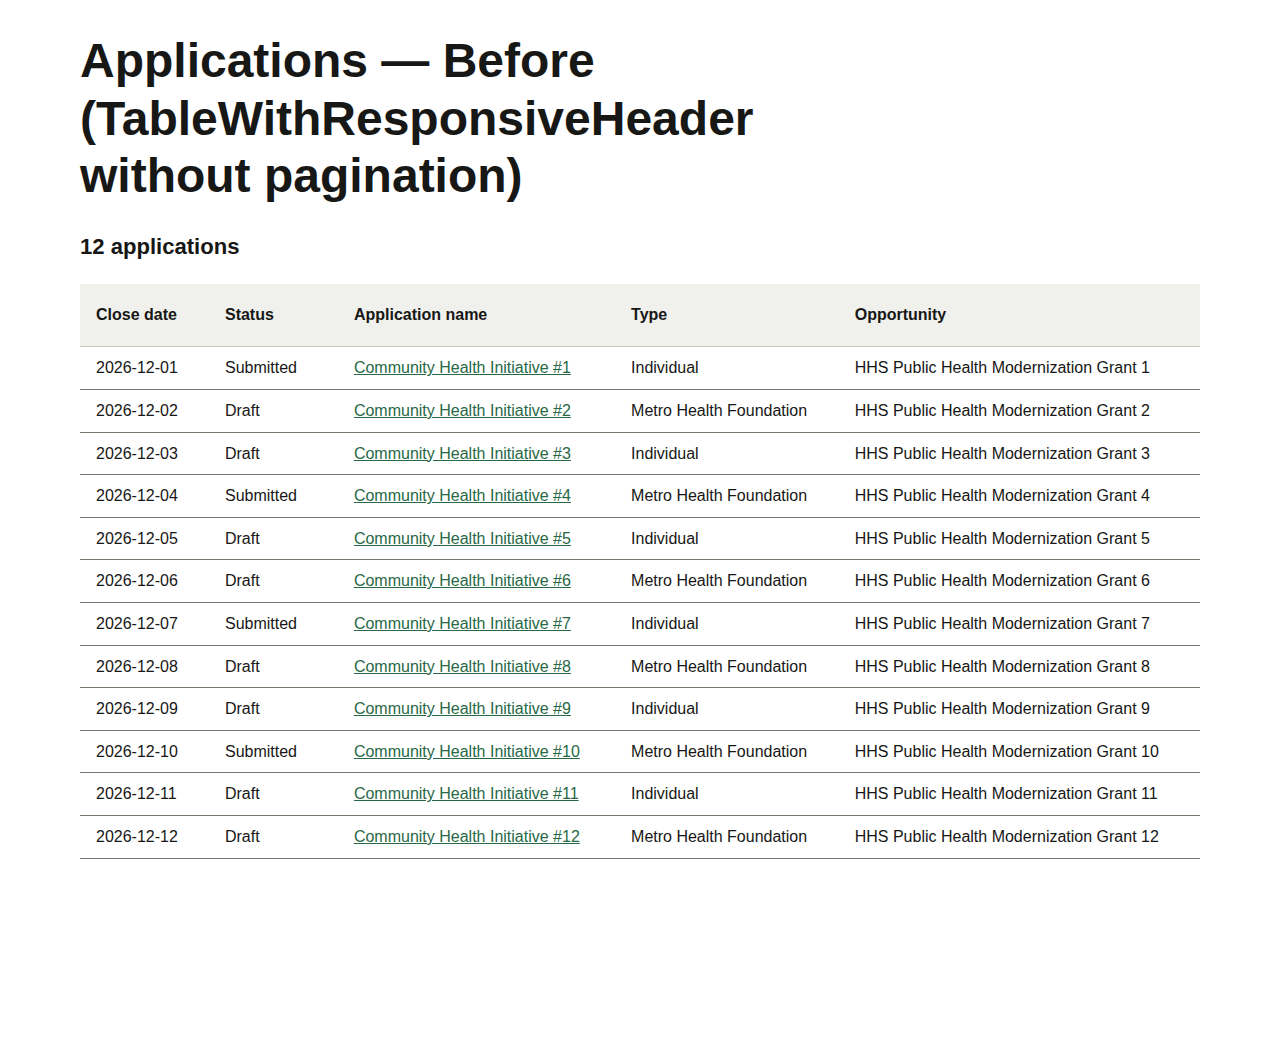 Applications — Before
(TableWithResponsiveHeader
without pagination)
12 applications
Close date Status Application name Type Opportunity
2026-12-01 Submitted Community Health Initiative #1 Individual HHS Public Health Modernization Grant 1
2026-12-02 Draft Community Health Initiative #2 Metro Health Foundation HHS Public Health Modernization Grant 2
2026-12-03 Draft Community Health Initiative #3 Individual HHS Public Health Modernization Grant 3
2026-12-04 Submitted Community Health Initiative #4 Metro Health Foundation HHS Public Health Modernization Grant 4
2026-12-05 Draft Community Health Initiative #5 Individual HHS Public Health Modernization Grant 5
2026-12-06 Draft Community Health Initiative #6 Metro Health Foundation HHS Public Health Modernization Grant 6
2026-12-07 Submitted Community Health Initiative #7 Individual HHS Public Health Modernization Grant 7
2026-12-08 Draft Community Health Initiative #8 Metro Health Foundation HHS Public Health Modernization Grant 8
2026-12-09 Draft Community Health Initiative #9 Individual HHS Public Health Modernization Grant 9
2026-12-10 Submitted Community Health Initiative #10 Metro Health Foundation HHS Public Health Modernization Grant 10
2026-12-11 Draft Community Health Initiative #11 Individual HHS Public Health Modernization Grant 11
2026-12-12 Draft Community Health Initiative #12 Metro Health Foundation HHS Public Health Modernization Grant 12